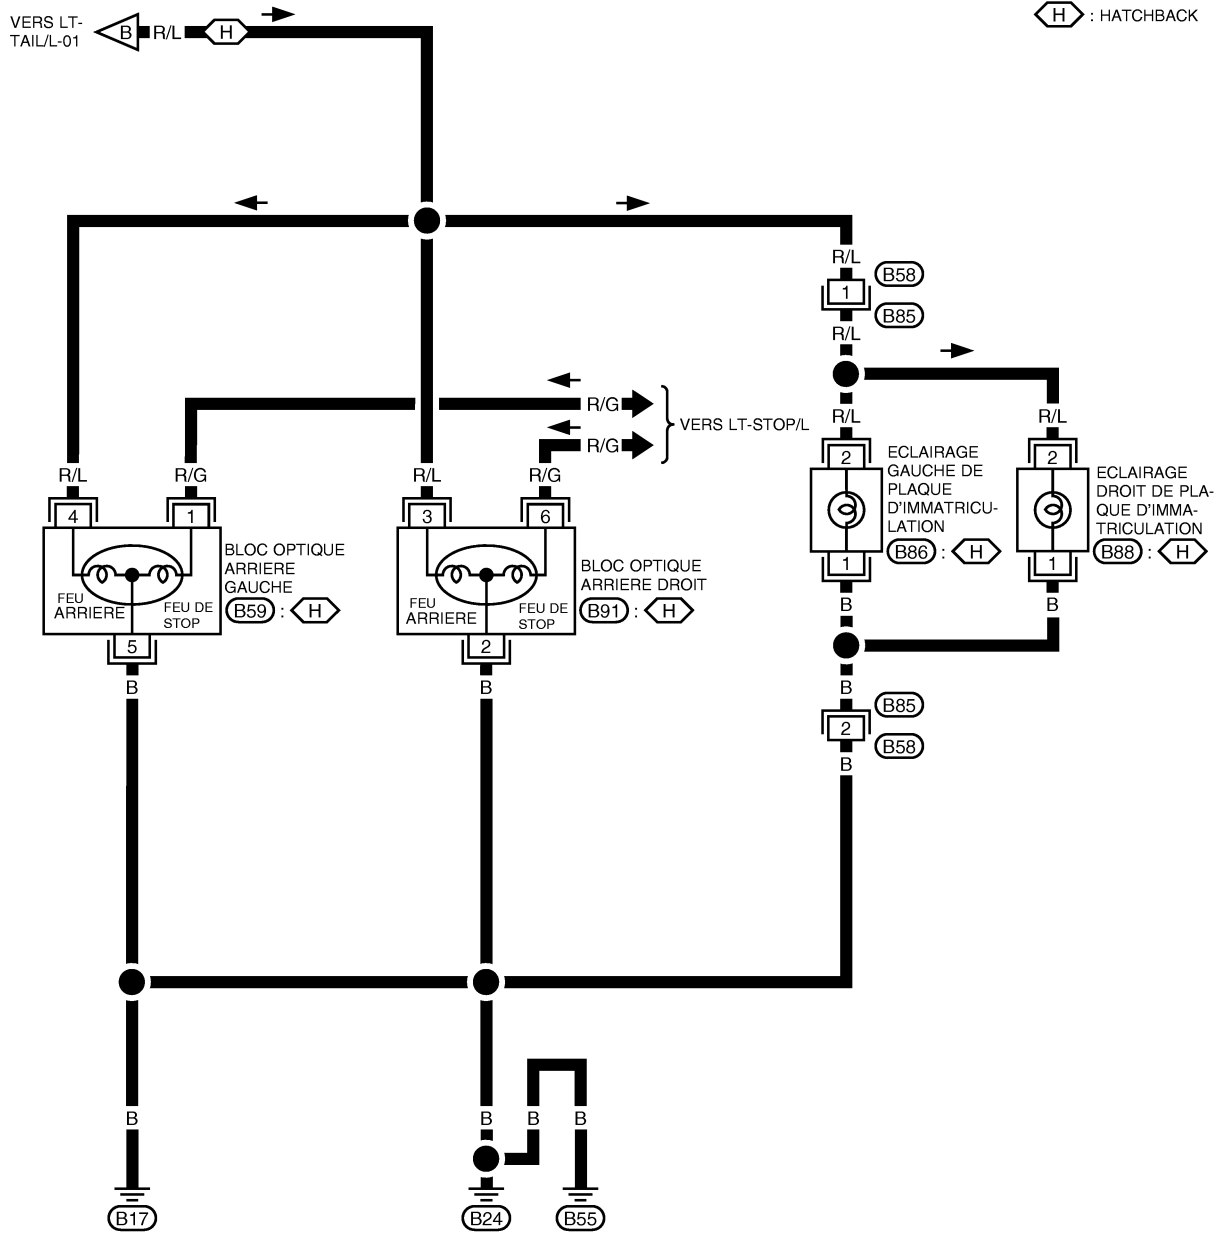 VERS LT-
TAIL/L-01
B
R/L
H
H : HATCHBACK
R/L
B58
1
B85
R/L
R/G
R/G
VERS LT-STOP/L
R/L
R/L
R/L
R/G
R/L
R/G
4
1
3
6
2
2
ECLAIRAGE
GAUCHE DE
PLAQUE
D'IMMATRICU-
LATION
B86 : H
1
ECLAIRAGE
DROIT DE PLA-
QUE D'IMMA-
TRICULATION
B88 : H
1
BLOC OPTIQUE
ARRIERE
GAUCHE
B59 : H
FEU
ARRIERE
FEU DE
STOP
5
BLOC OPTIQUE
ARRIERE DROIT
B91 : H
FEU
ARRIERE
FEU DE
STOP
2
B
B
B
B
B
B85
2
B58
B
B
B
B
B
B17
B24
B55